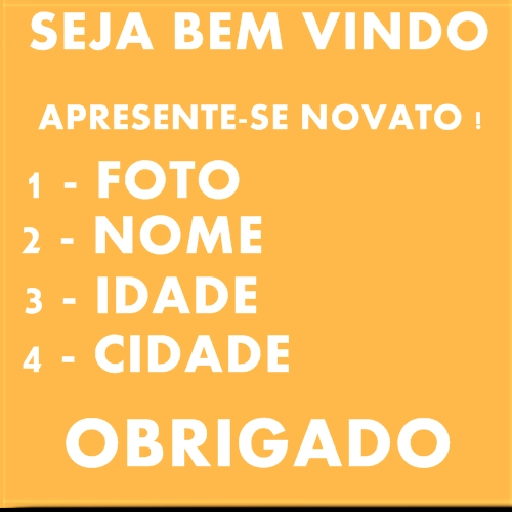 SEJA BEM VINDO
APRESENTE-SE NOVATO !
1 - FOTO
2 - NOME
3 - IDADE
4 - CIDADE
OBRIGADO